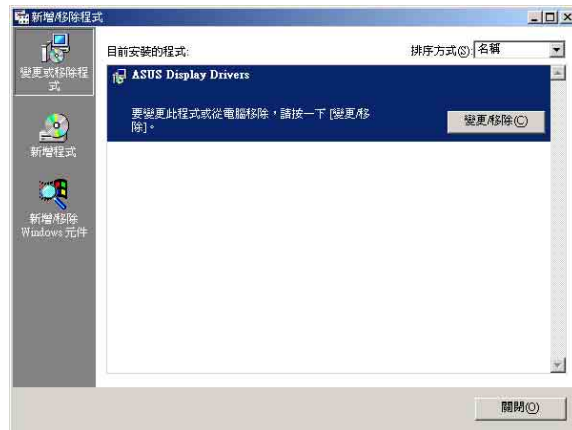 新增/移除程式
變更或移除程
式
新增程式
新增/移除
Windows 元件
目前安裝的程式:
排序方式(S): 名稱
ASUS Display Drivers
要變更此程式或從電腦移除，請按一下 [變更/移
除]。
變更/移除(C)
關閉(O)